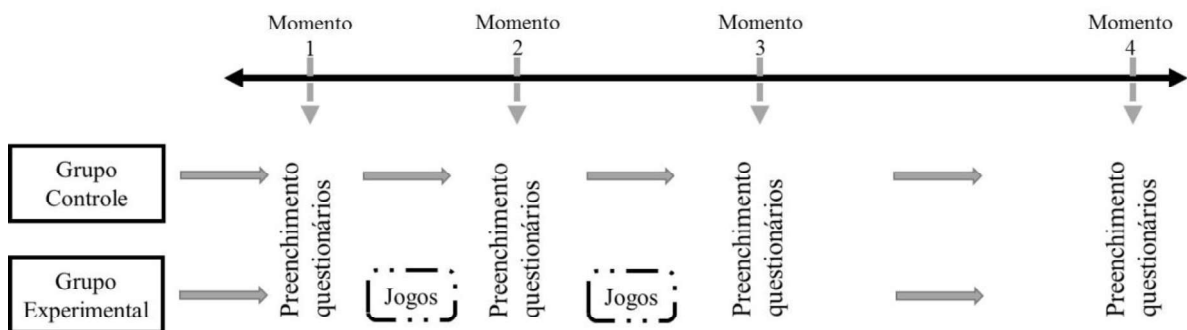 Momento
1
Momento
2
Momento
3
Momento
4
Grupo
Controle
Grupo
Experimental
Preenchimento
questionários
Jogos
Preenchimento
questionários
Jogos
Preenchimento
questionários
Preenchimento
questionários